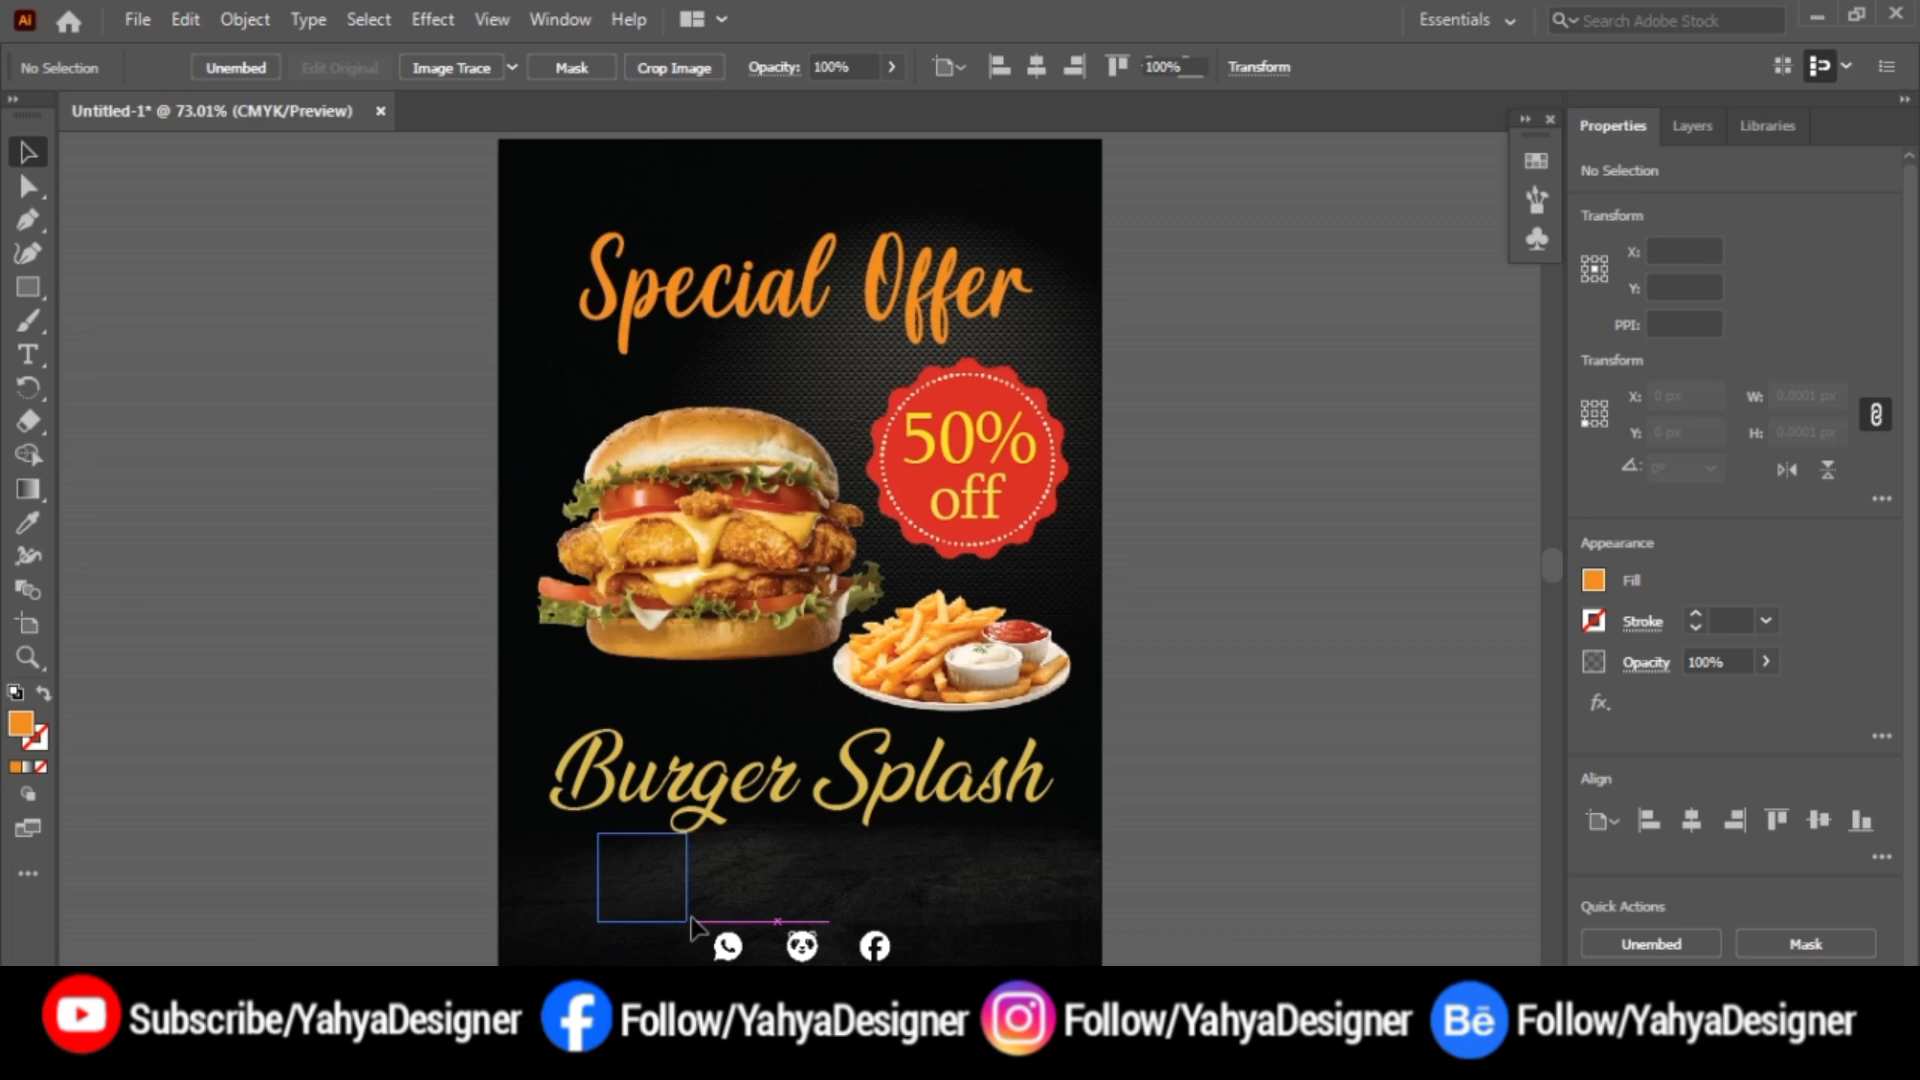 Ai File Edit Object Type Select Effect View Window Help Essentials Search Adobe Stock
No Selection Unembed Edit Original Image Trace Mask Crop Image Opacity: 100% 100% Transform
Untitled-1* @ 73.01% (CMYK/Preview)
Special Offer
50%
off
Burger Splash
Properties Layers Libraries
No Selection
Transform
X:
Y:
PPI:
Transform
X: 0 px W: 0.0001 px
Y: 0 px H: 0.0001 px
0°
Appearance
Fill
Stroke
Opacity 100%
fx.
Align
Quick Actions
Unembed Mask
Subscribe/YahyaDesigner Follow/YahyaDesigner Follow/YahyaDesigner Bē Follow/YahyaDesigner